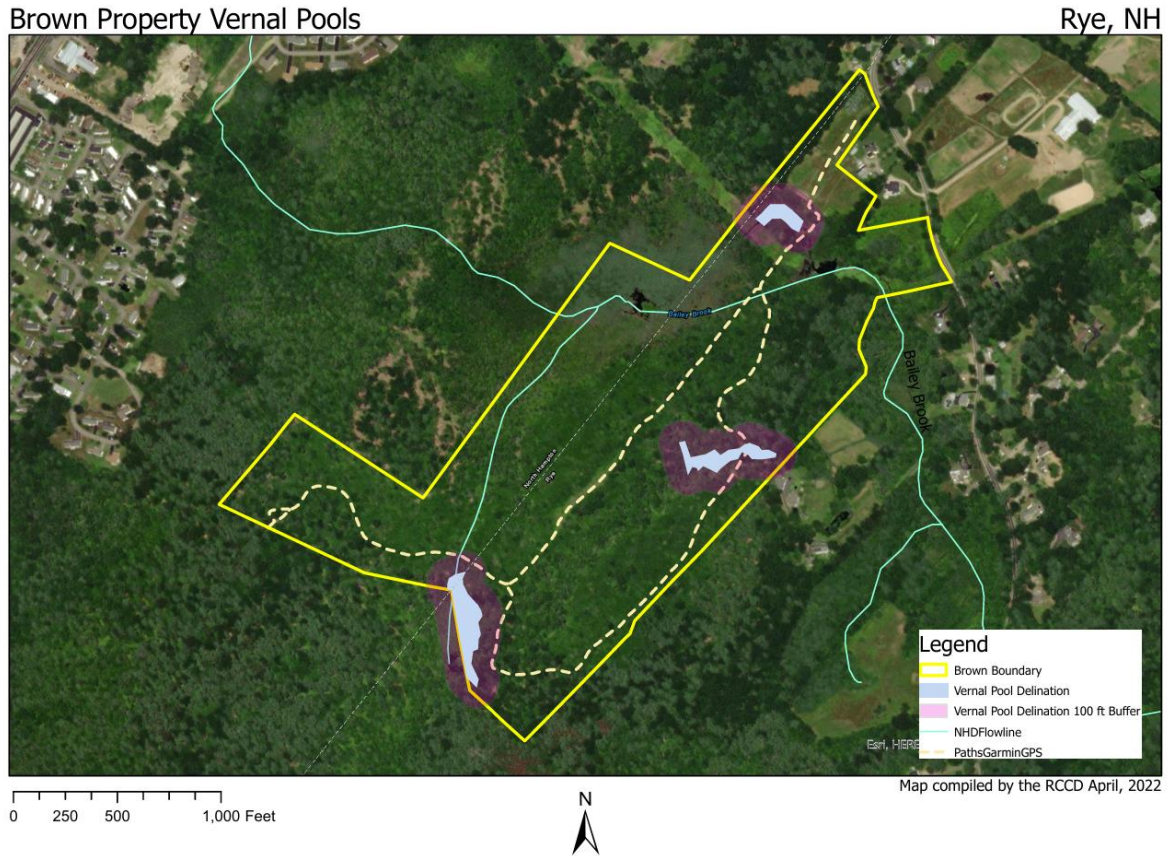 Brown Property Vernal Pools
Rye, NH
Bailey Brook
Bailey Brook
North Hampton
Rye
Legend
Brown Boundary
Vernal Pool Delination
Vernal Pool Delination 100 ft Buffer
NHDFlowline
PathsGarminGPS
Esri, HERE
Map compiled by the RCCD April, 2022
0 250 500 1,000 Feet
N